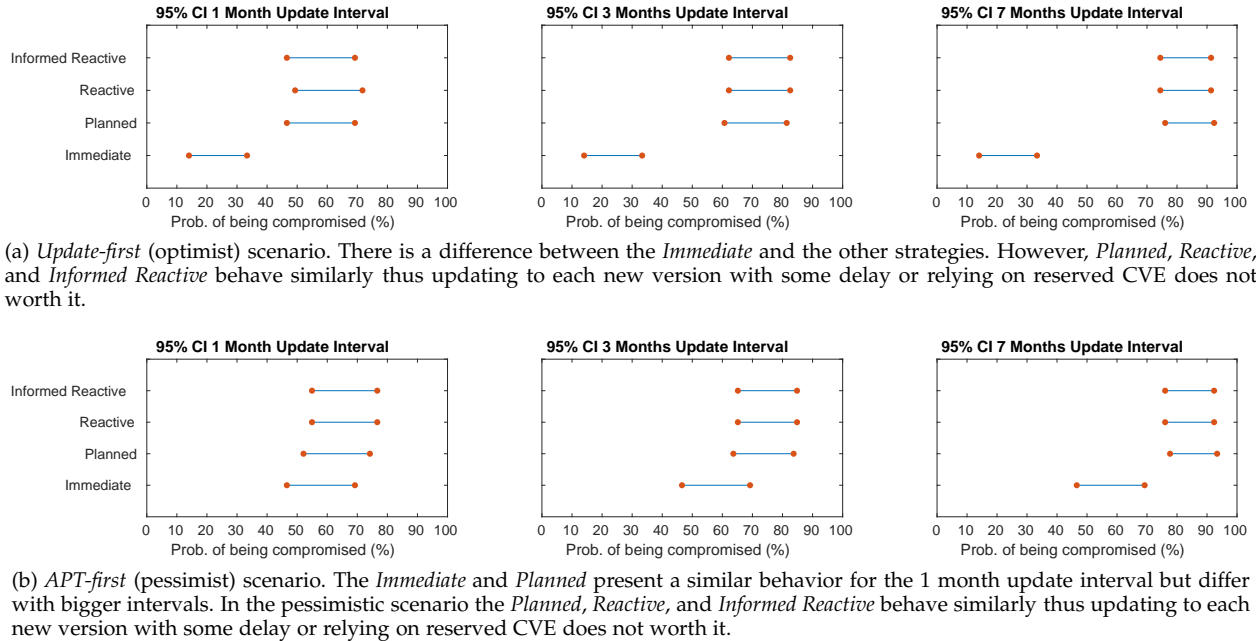 95% CI 1 Month Update Interval
95% CI 3 Months Update Interval
95% CI 7 Months Update Interval
Informed Reactive
Reactive
Planned
Immediate
0 10 20 30 40 50 60 70 80 90 100
0 10 20 30 40 50 60 70 80 90 100
0 10 20 30 40 50 60 70 80 90 100
Prob. of being compromised (%)
Prob. of being compromised (%)
Prob. of being compromised (%)
(a) Update-first (optimist) scenario. There is a difference between the Immediate and the other strategies. However, Planned, Reactive,
and Informed Reactive behave similarly thus updating to each new version with some delay or relying on reserved CVE does not
worth it.
95% CI 1 Month Update Interval
95% CI 3 Months Update Interval
95% CI 7 Months Update Interval
Informed Reactive
Reactive
Planned
Immediate
0 10 20 30 40 50 60 70 80 90 100
0 10 20 30 40 50 60 70 80 90 100
0 10 20 30 40 50 60 70 80 90 100
Prob. of being compromised (%)
Prob. of being compromised (%)
Prob. of being compromised (%)
(b) APT-first (pessimist) scenario. The Immediate and Planned present a similar behavior for the 1 month update interval but differ
with bigger intervals. In the pessimistic scenario the Planned, Reactive, and Informed Reactive behave similarly thus updating to each
new version with some delay or relying on reserved CVE does not worth it.